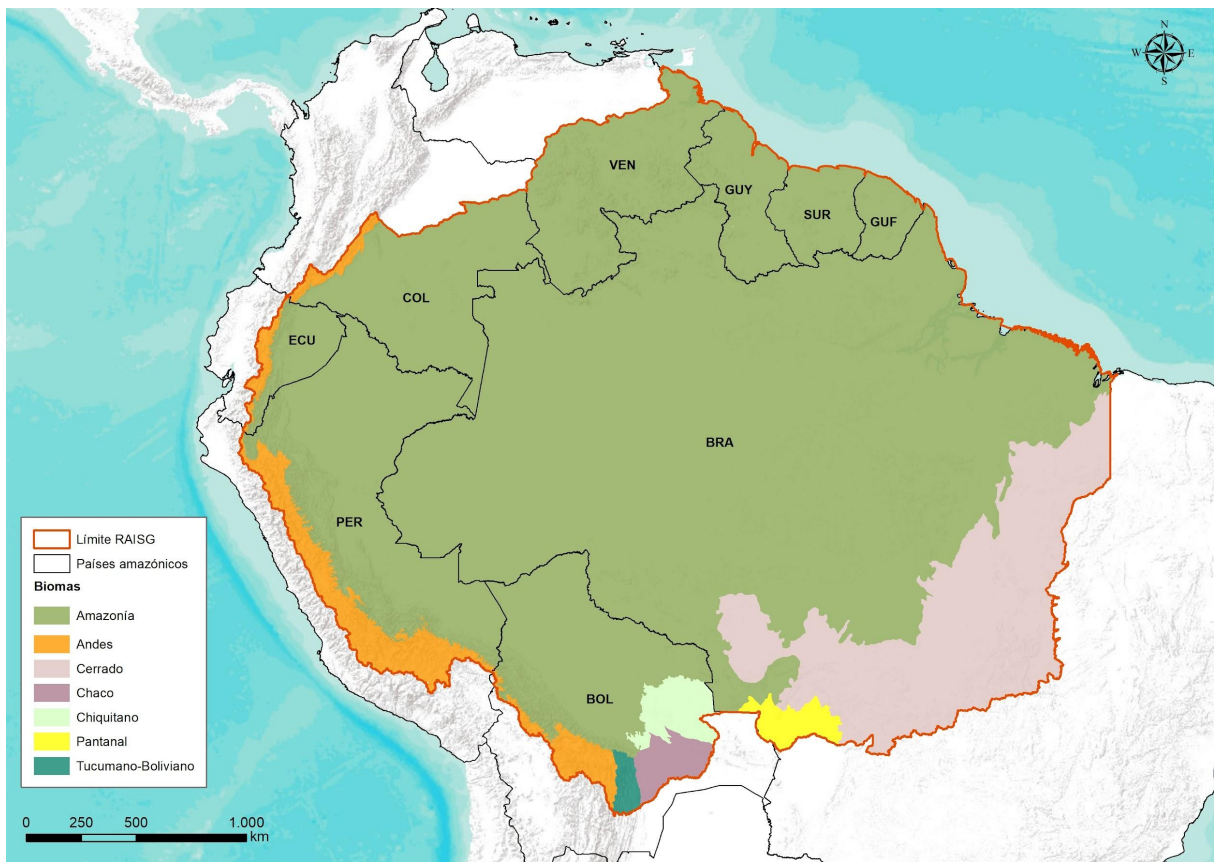 N
W E
S
VEN
GUY
SUR
GUF
COL
ECU
BRA
PER
BOL
Límite RAISG
Países amazónicos
Biomas
Amazonía
Andes
Cerrado
Chaco
Chiquitano
Pantanal
Tucumano-Boliviano
0 250 500 1.000
km